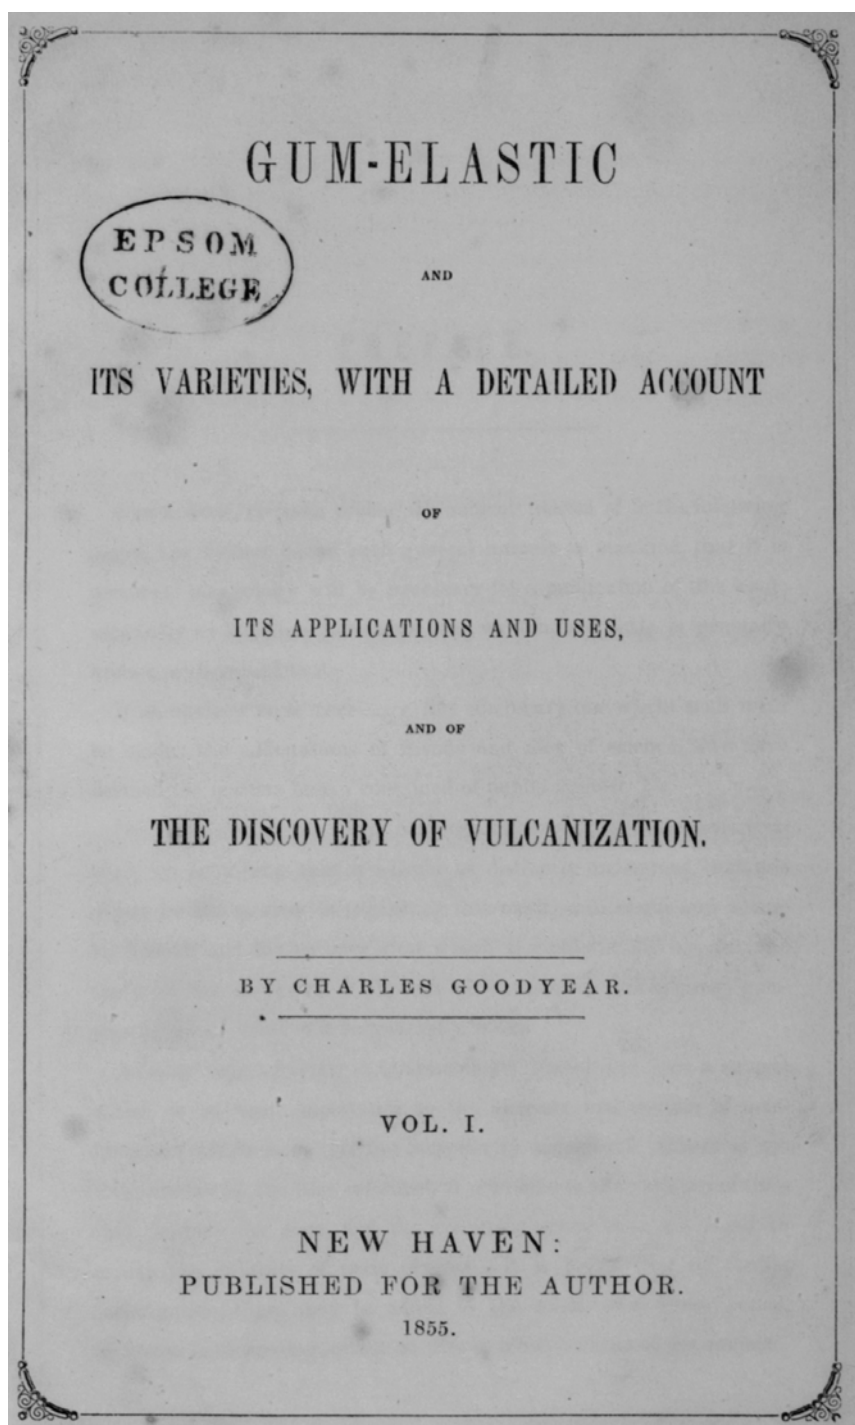 GUM-ELASTIC
EPSOM
COLLEGE
AND
ITS VARIETIES, WITH A DETAILED ACCOUNT
OF
ITS APPLICATIONS AND USES,
AND OF
THE DISCOVERY OF VULCANIZATION.
BY CHARLES GOODYEAR.
VOL. I.
NEW HAVEN:
PUBLISHED FOR THE AUTHOR.
1855.